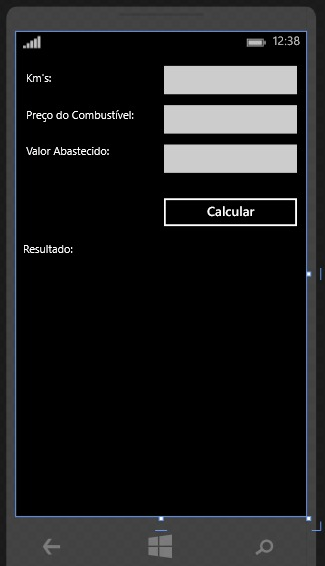 12:38
Km's:
Preço do Combustível:
Valor Abastecido:
Calcular
Resultado: